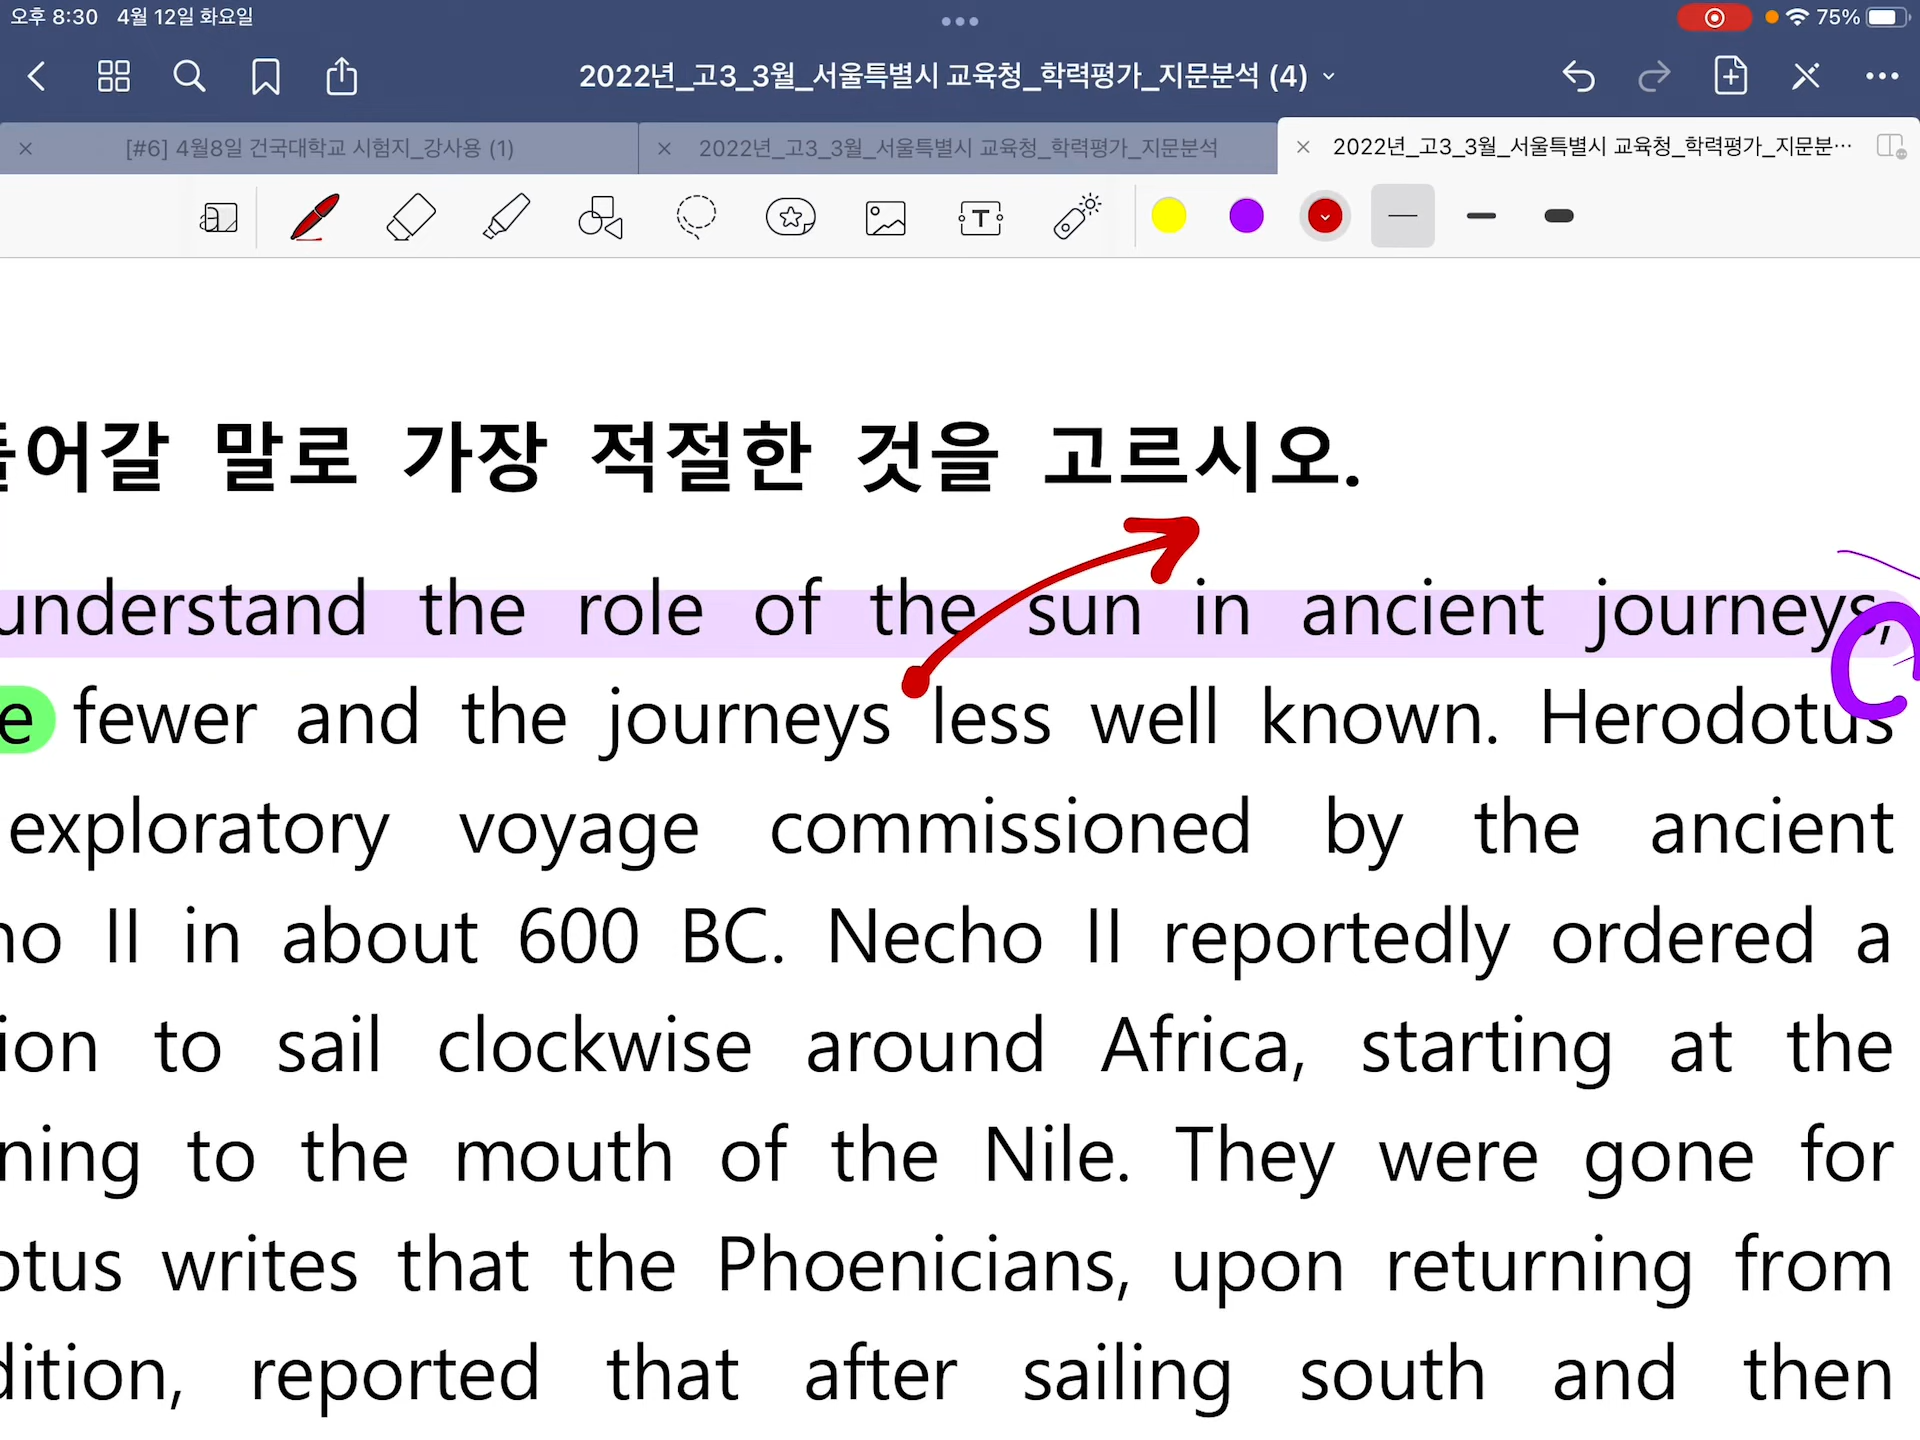 오후 8:30 4월 12일 화요일
75%
2022년_고3_3월_서울특별시 교육청_학력평가_지문분석 (4)
[#6] 4월8일 건국대학교 시험지_강사용 (1)
2022년_고3_3월_서울특별시 교육청_학력평가_지문분석
2022년_고3_3월_서울특별시 교육청_학력평가_지문분…
들어갈 말로 가장 적절한 것을 고르시오.
understand the role of the sun in ancient journeys,
e fewer and the journeys less well known. Herodotus
exploratory voyage commissioned by the ancient
ho II in about 600 BC. Necho II reportedly ordered a
ion to sail clockwise around Africa, starting at the
ning to the mouth of the Nile. They were gone for
otus writes that the Phoenicians, upon returning from
dition, reported that after sailing south and then